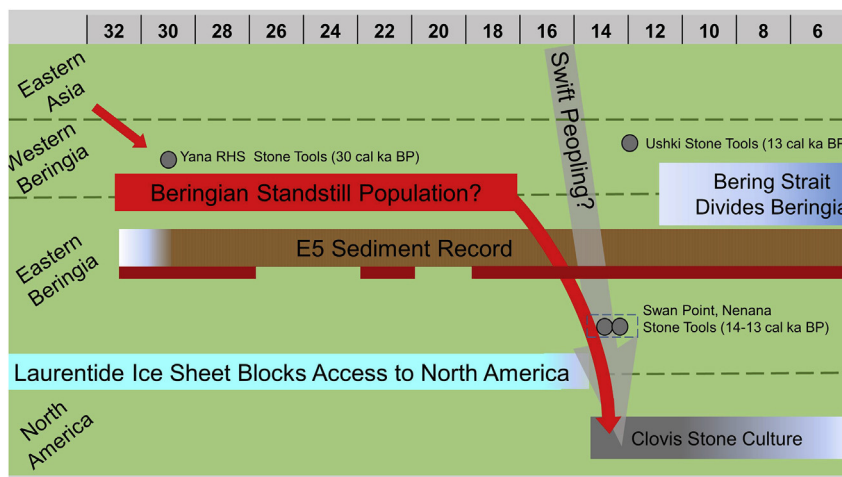 32 30 28 26 24 22 20 18 16 14 12 10 8 6
Eastern
Asia
Swift Peopling?
Western
Beringia
Yana RHS Stone Tools (30 cal ka BP)
Ushki Stone Tools (13 cal ka BP
Beringian Standstill Population?
Bering Strait
Divides Beringia
Eastern
Beringia
E5 Sediment Record
Swan Point, Nenana
Stone Tools (14-13 cal ka BP)
Laurentide Ice Sheet Blocks Access to North America
North
America
Clovis Stone Culture